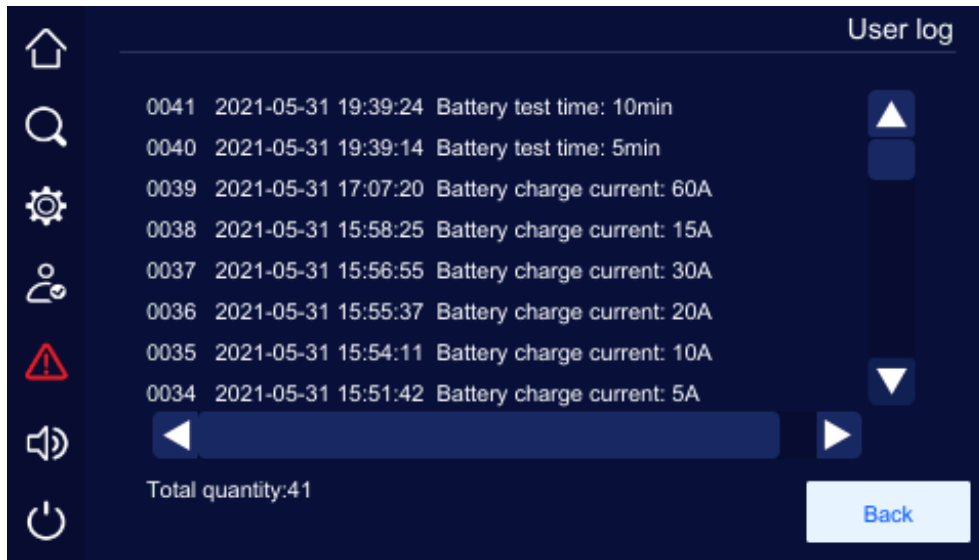 User log
0041 2021-05-31 19:39:24 Battery test time: 10min
0040 2021-05-31 19:39:14 Battery test time: 5min
0039 2021-05-31 17:07:20 Battery charge current: 60A
0038 2021-05-31 15:58:25 Battery charge current: 15A
0037 2021-05-31 15:56:55 Battery charge current: 30A
0036 2021-05-31 15:55:37 Battery charge current: 20A
0035 2021-05-31 15:54:11 Battery charge current: 10A
0034 2021-05-31 15:51:42 Battery charge current: 5A
Total quantity:41
Back